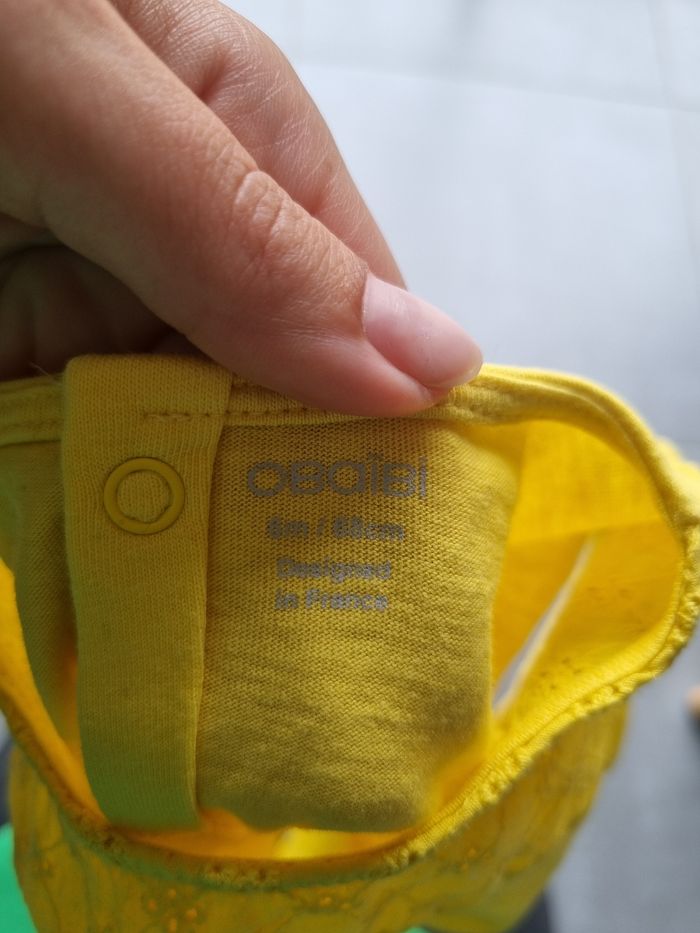 obaïbi
6m / 68cm
Designed
in France